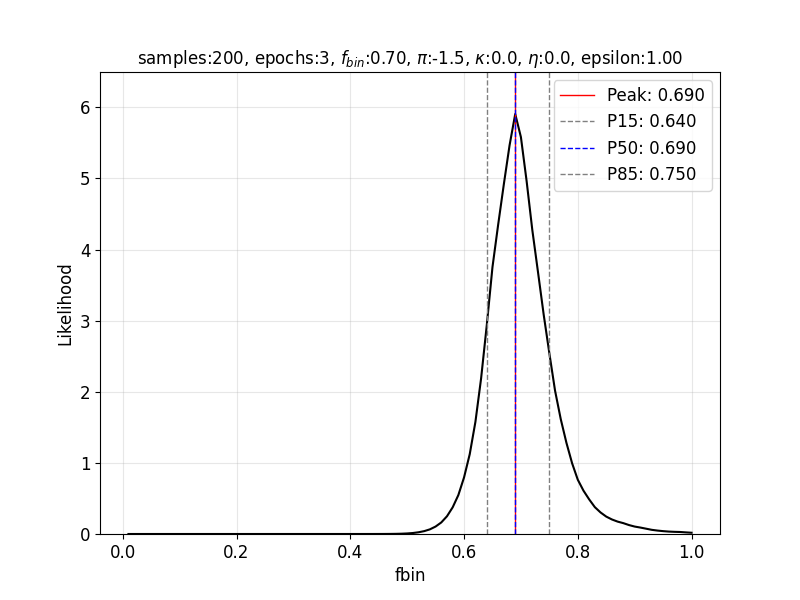 samples:200, epochs:3, f_bin:0.70, π:-1.5, κ:0.0, η:0.0, epsilon:1.00
Peak: 0.690
P15: 0.640
P50: 0.690
P85: 0.750
Likelihood
6
5
4
3
2
1
0
0.0 0.2 0.4 0.6 0.8 1.0
fbin